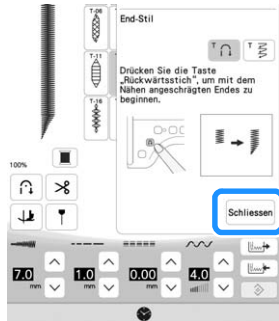 T-08
T-11
T-16
End-Stil
T
T
Drücken Sie die Taste
„Rückwärtsstich”, um mit dem
Nähen angeschrägten Endes zu
beginnen.
100%
Schliessen
7.0 1.0 0.00 4.0
mm mm mm